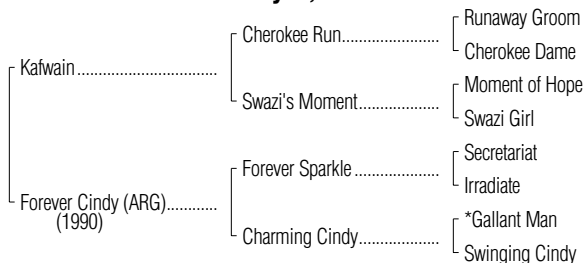 Runaway Groom
Cherokee Run....................
Cherokee Dame
Kafwain................................
Moment of Hope
Swazi's Moment..................
Swazi Girl
Secretariat
Forever Sparkle..................
Irradiate
Forever Cindy (ARG)............
(1990)
*Gallant Man
Charming Cindy..................
Swinging Cindy